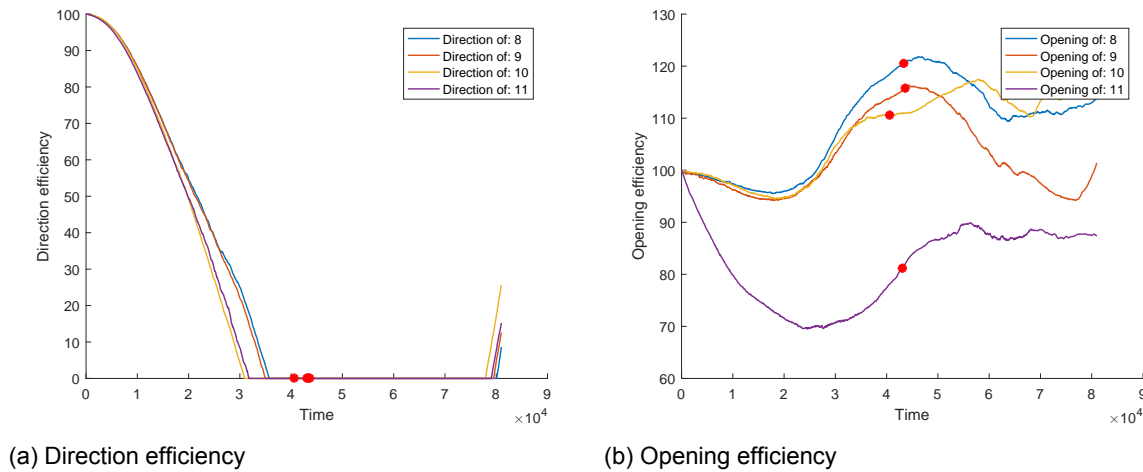 100
90
80
70
60
50
40
30
20
10
0
Direction efficiency
0 1 2 3 4 5 6 7 8 9
Time
×10^4
Direction of: 8
Direction of: 9
Direction of: 10
Direction of: 11
(a) Direction efficiency
130
120
110
100
90
80
70
60
Opening efficiency
0 1 2 3 4 5 6 7 8 9
Time
×10^4
Opening of: 8
Opening of: 9
Opening of: 10
Opening of: 11
(b) Opening efficiency